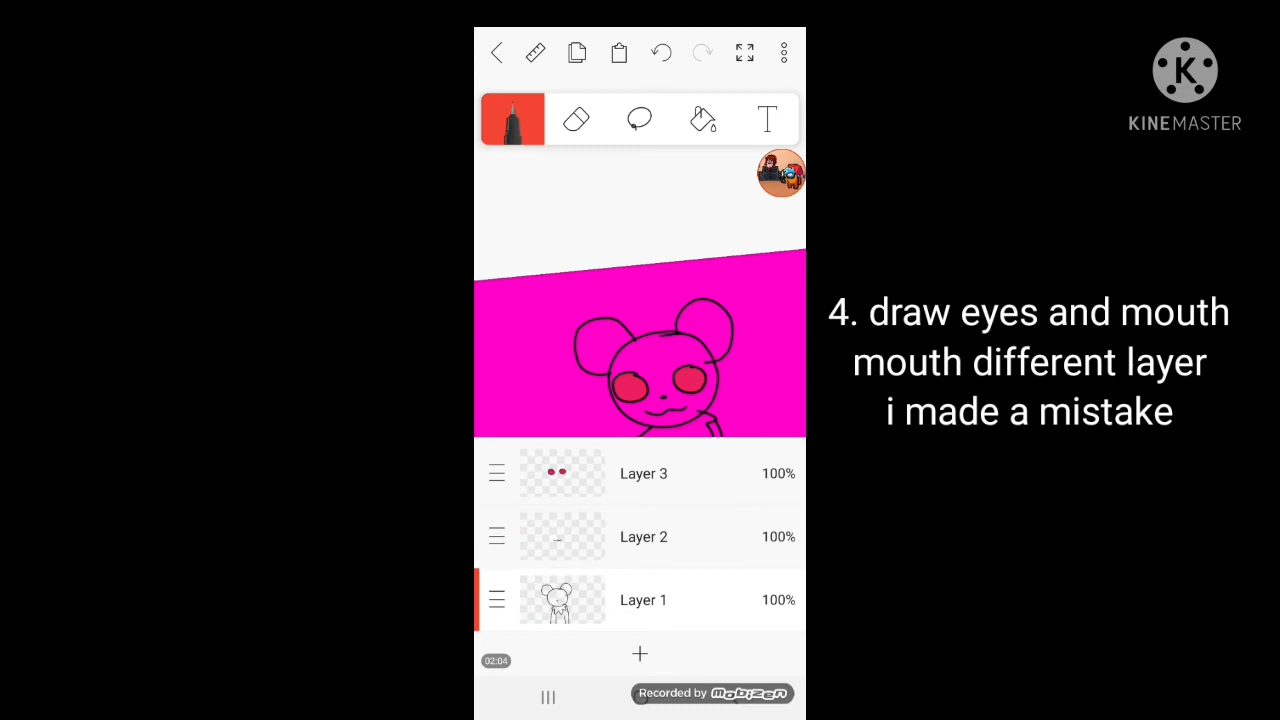 K
KINEMASTER
T
4. draw eyes and mouth
mouth different layer
i made a mistake
Layer 3 100%
Layer 2 100%
Layer 1 100%
02:04
Recorded by mobizen